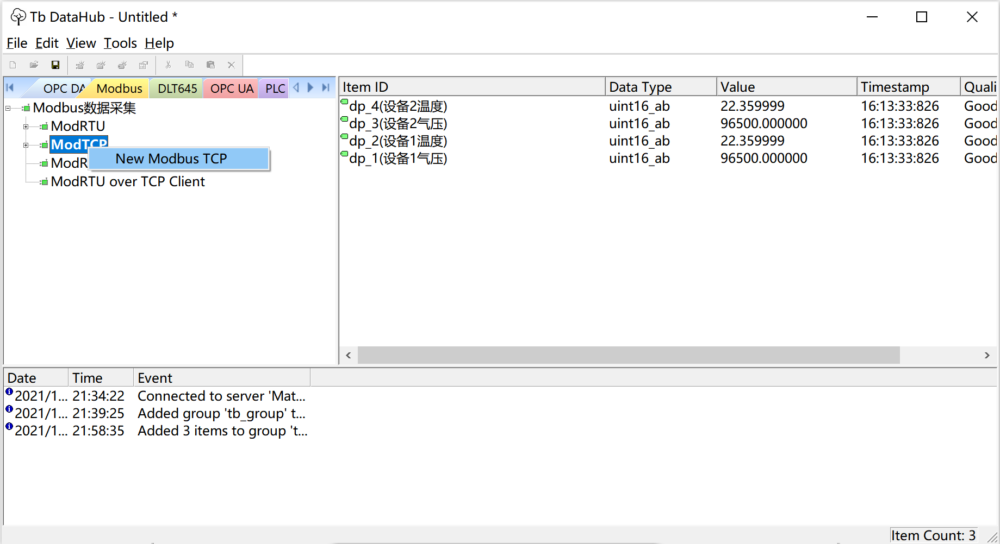 Tb DataHub - Untitled *
File Edit View Tools Help
OPC DA Modbus DLT645 OPC UA PLC
Modbus数据采集
ModRTU
ModTCP
New Modbus TCP
ModR
ModRTU over TCP Client
Item ID Data Type Value Timestamp Quali
dp_4(设备2温度) uint16_ab 22.359999 16:13:33:826 Good
dp_3(设备2气压) uint16_ab 96500.000000 16:13:33:826 Good
dp_2(设备1温度) uint16_ab 22.359999 16:13:33:826 Good
dp_1(设备1气压) uint16_ab 96500.000000 16:13:33:826 Good
Date Time Event
2021/1... 21:34:22 Connected to server 'Mat...
2021/1... 21:39:25 Added group 'tb_group' t...
2021/1... 21:58:35 Added 3 items to group 't...
Item Count: 3